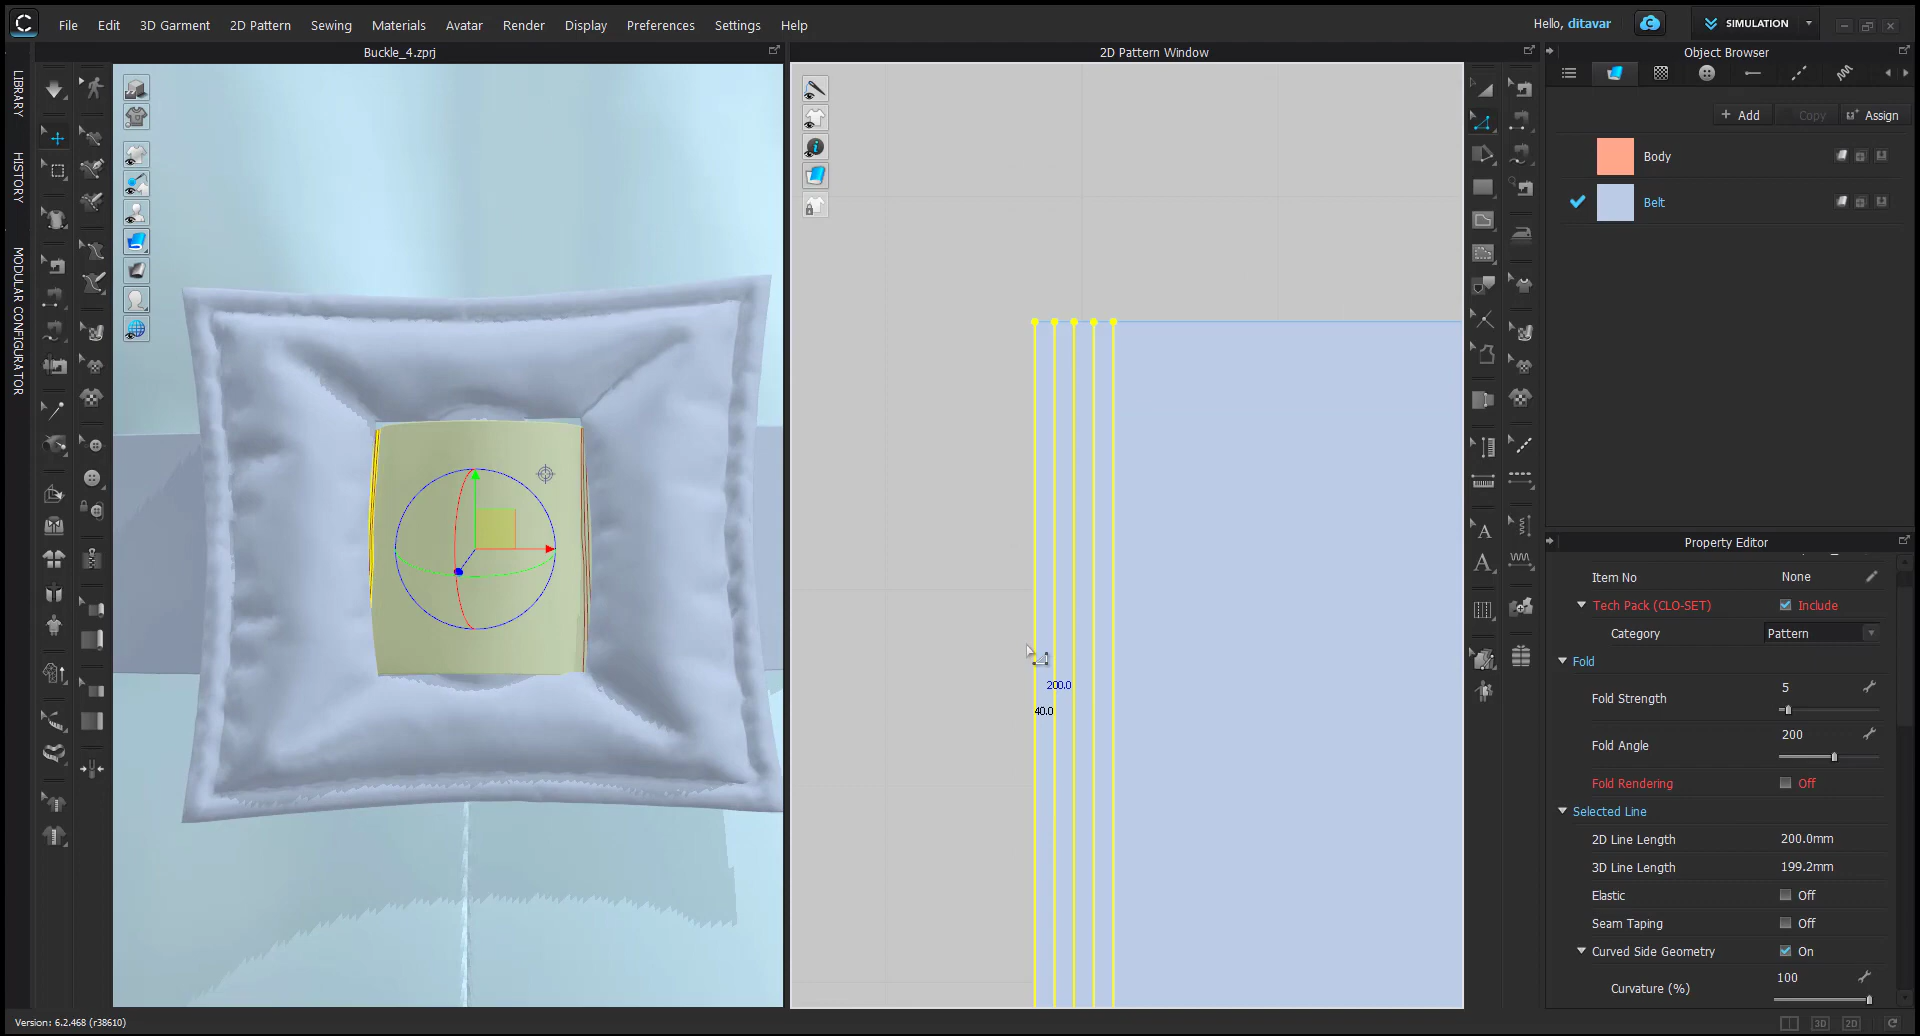 File Edit 3D Garment 2D Pattern Sewing Materials Avatar Render Display Preferences Settings Help
Hello, ditavar
SIMULATION
Buckle_4.zprj
2D Pattern Window
Object Browser
LIBRARY
HISTORY
MODULAR CONFIGURATOR
+ Add
Copy
Assign
Body
Belt
200.0
40.0
A
A
Property Editor
Item No None
Tech Pack (CLO-SET) Include
Category Pattern
Fold
Fold Strength 5
Fold Angle 200
Fold Rendering Off
Selected Line
2D Line Length 200.0mm
3D Line Length 199.2mm
Elastic Off
Seam Taping Off
Curved Side Geometry On
Curvature (%) 100
Version: 6.2.468 (r38610)
3D 2D